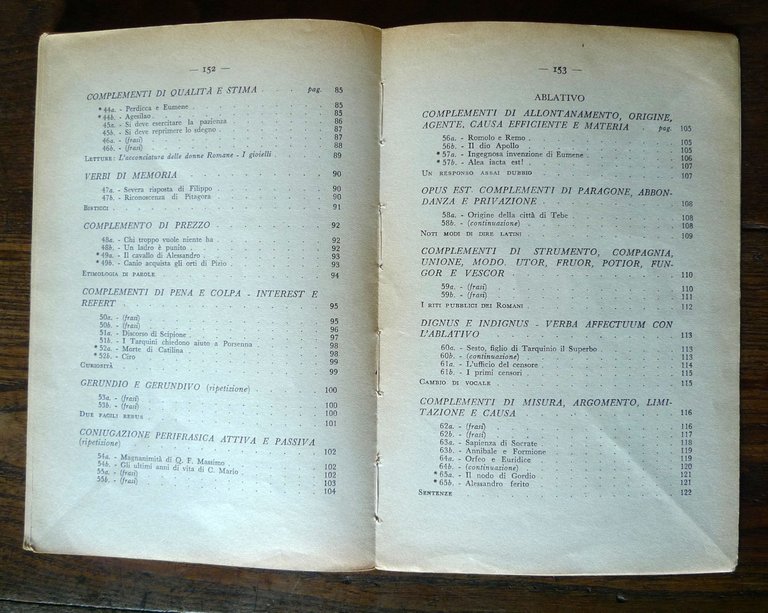 — 152 —
COMPLEMENTI DI QUALITÀ E STIMA . . . pag. 85
*44a. - Perdicca e Eumene . . . 85
*44b. - Agesilao . . . 85
45a. - Si deve esercitare la pazienza . . . 86
45b. - Si deve reprimere lo sdegno . . . 87
46a. - (frasi) . . . 87
46b. - (frasi) . . . 88
LETTURE: L'acconciatura delle donne Romane - I gioielli . . . 89
VERBI DI MEMORIA . . . 90
47a. - Severa risposta di Filippo . . . 90
47b. - Riconoscenza di Pitagora . . . 90
BISTICCI . . . 91
COMPLEMENTO DI PREZZO . . . 92
48a. - Chi troppo vuole niente ha . . . 92
48b. - Un ladro è punito . . . 92
*49a. - Il cavallo di Alessandro . . . 93
*49b. - Canio acquista gli orti di Pizio . . . 93
ETIMOLOGIA DI PAROLE . . . 94
COMPLEMENTI DI PENA E COLPA - INTEREST E
REFERT . . . 95
50a. - (frasi) . . . 95
50b. - (frasi) . . . 95
51a. - Discorso di Scipione . . . 96
51b. - I Tarquini chiedono aiuto a Porsenna . . . 97
*52a. - Morte di Catilina . . . 98
*52b. - Ciro . . . 98
CURIOSITÀ . . . 99
GERUNDIO E GERUNDIVO (ripetizione) . . . 100
53a. - (frasi) . . . 100
53b. - (frasi) . . . 100
DUE FACILI REBUS . . . 101
CONIUGAZIONE PERIFRASICA ATTIVA E PASSIVA
(ripetizione) . . . 102
54a. - Magnanimità di Q. F. Massimo . . . 102
54b. - Gli ultimi anni di vita di C. Mario . . . 102
55a. - (frasi) . . . 103
55b. - (frasi) . . . 104
— 153 —
ABLATIVO
COMPLEMENTI DI ALLONTANAMENTO, ORIGINE,
AGENTE, CAUSA EFFICIENTE E MATERIA . pag. 105
56a. - Romolo e Remo . . . 105
56b. - Il dio Apollo . . . 105
*57a. - Ingegnosa invenzione di Eumene . . . 106
*57b. - Alea iacta est! . . . 107
UN RESPONSO ASSAI DUBBIO . . . 107
OPUS EST. COMPLEMENTI DI PARAGONE, ABBON-
DANZA E PRIVAZIONE . . . 108
58a. - Origine della città di Tebe . . . 108
58b. - (continuazione) . . . 108
NOTI MODI DI DIRE LATINI . . . 109
COMPLEMENTI DI STRUMENTO, COMPAGNIA,
UNIONE, MODO. UTOR, FRUOR, POTIOR, FUN-
GOR E VESCOR . . . 110
59a. - (frasi) . . . 110
59b. - (frasi) . . . 111
I RITI PUBBLICI DEI ROMANI . . . 112
DIGNUS E INDIGNUS - VERBA AFFECTUUM CON
L'ABLATIVO . . . 113
60a. - Sesto, figlio di Tarquinio il Superbo . . . 113
60b. - (continuazione) . . . 113
61a. - L'ufficio del censore . . . 114
61b. - I primi censori . . . 115
CAMBIO DI VOCALE . . . 115
COMPLEMENTI DI MISURA, ARGOMENTO, LIMI-
TAZIONE E CAUSA . . . 116
62a. - (frasi) . . . 116
62b. - (frasi) . . . 117
63a. - Sapienza di Socrate . . . 118
63b. - Annibale e Formione . . . 119
64a. - Orfeo e Euridice . . . 119
64b. - (continuazione) . . . 120
*65a. - Il nodo di Gordio . . . 121
*65b. - Alessandro ferito . . . 121
SENTENZE . . . 122